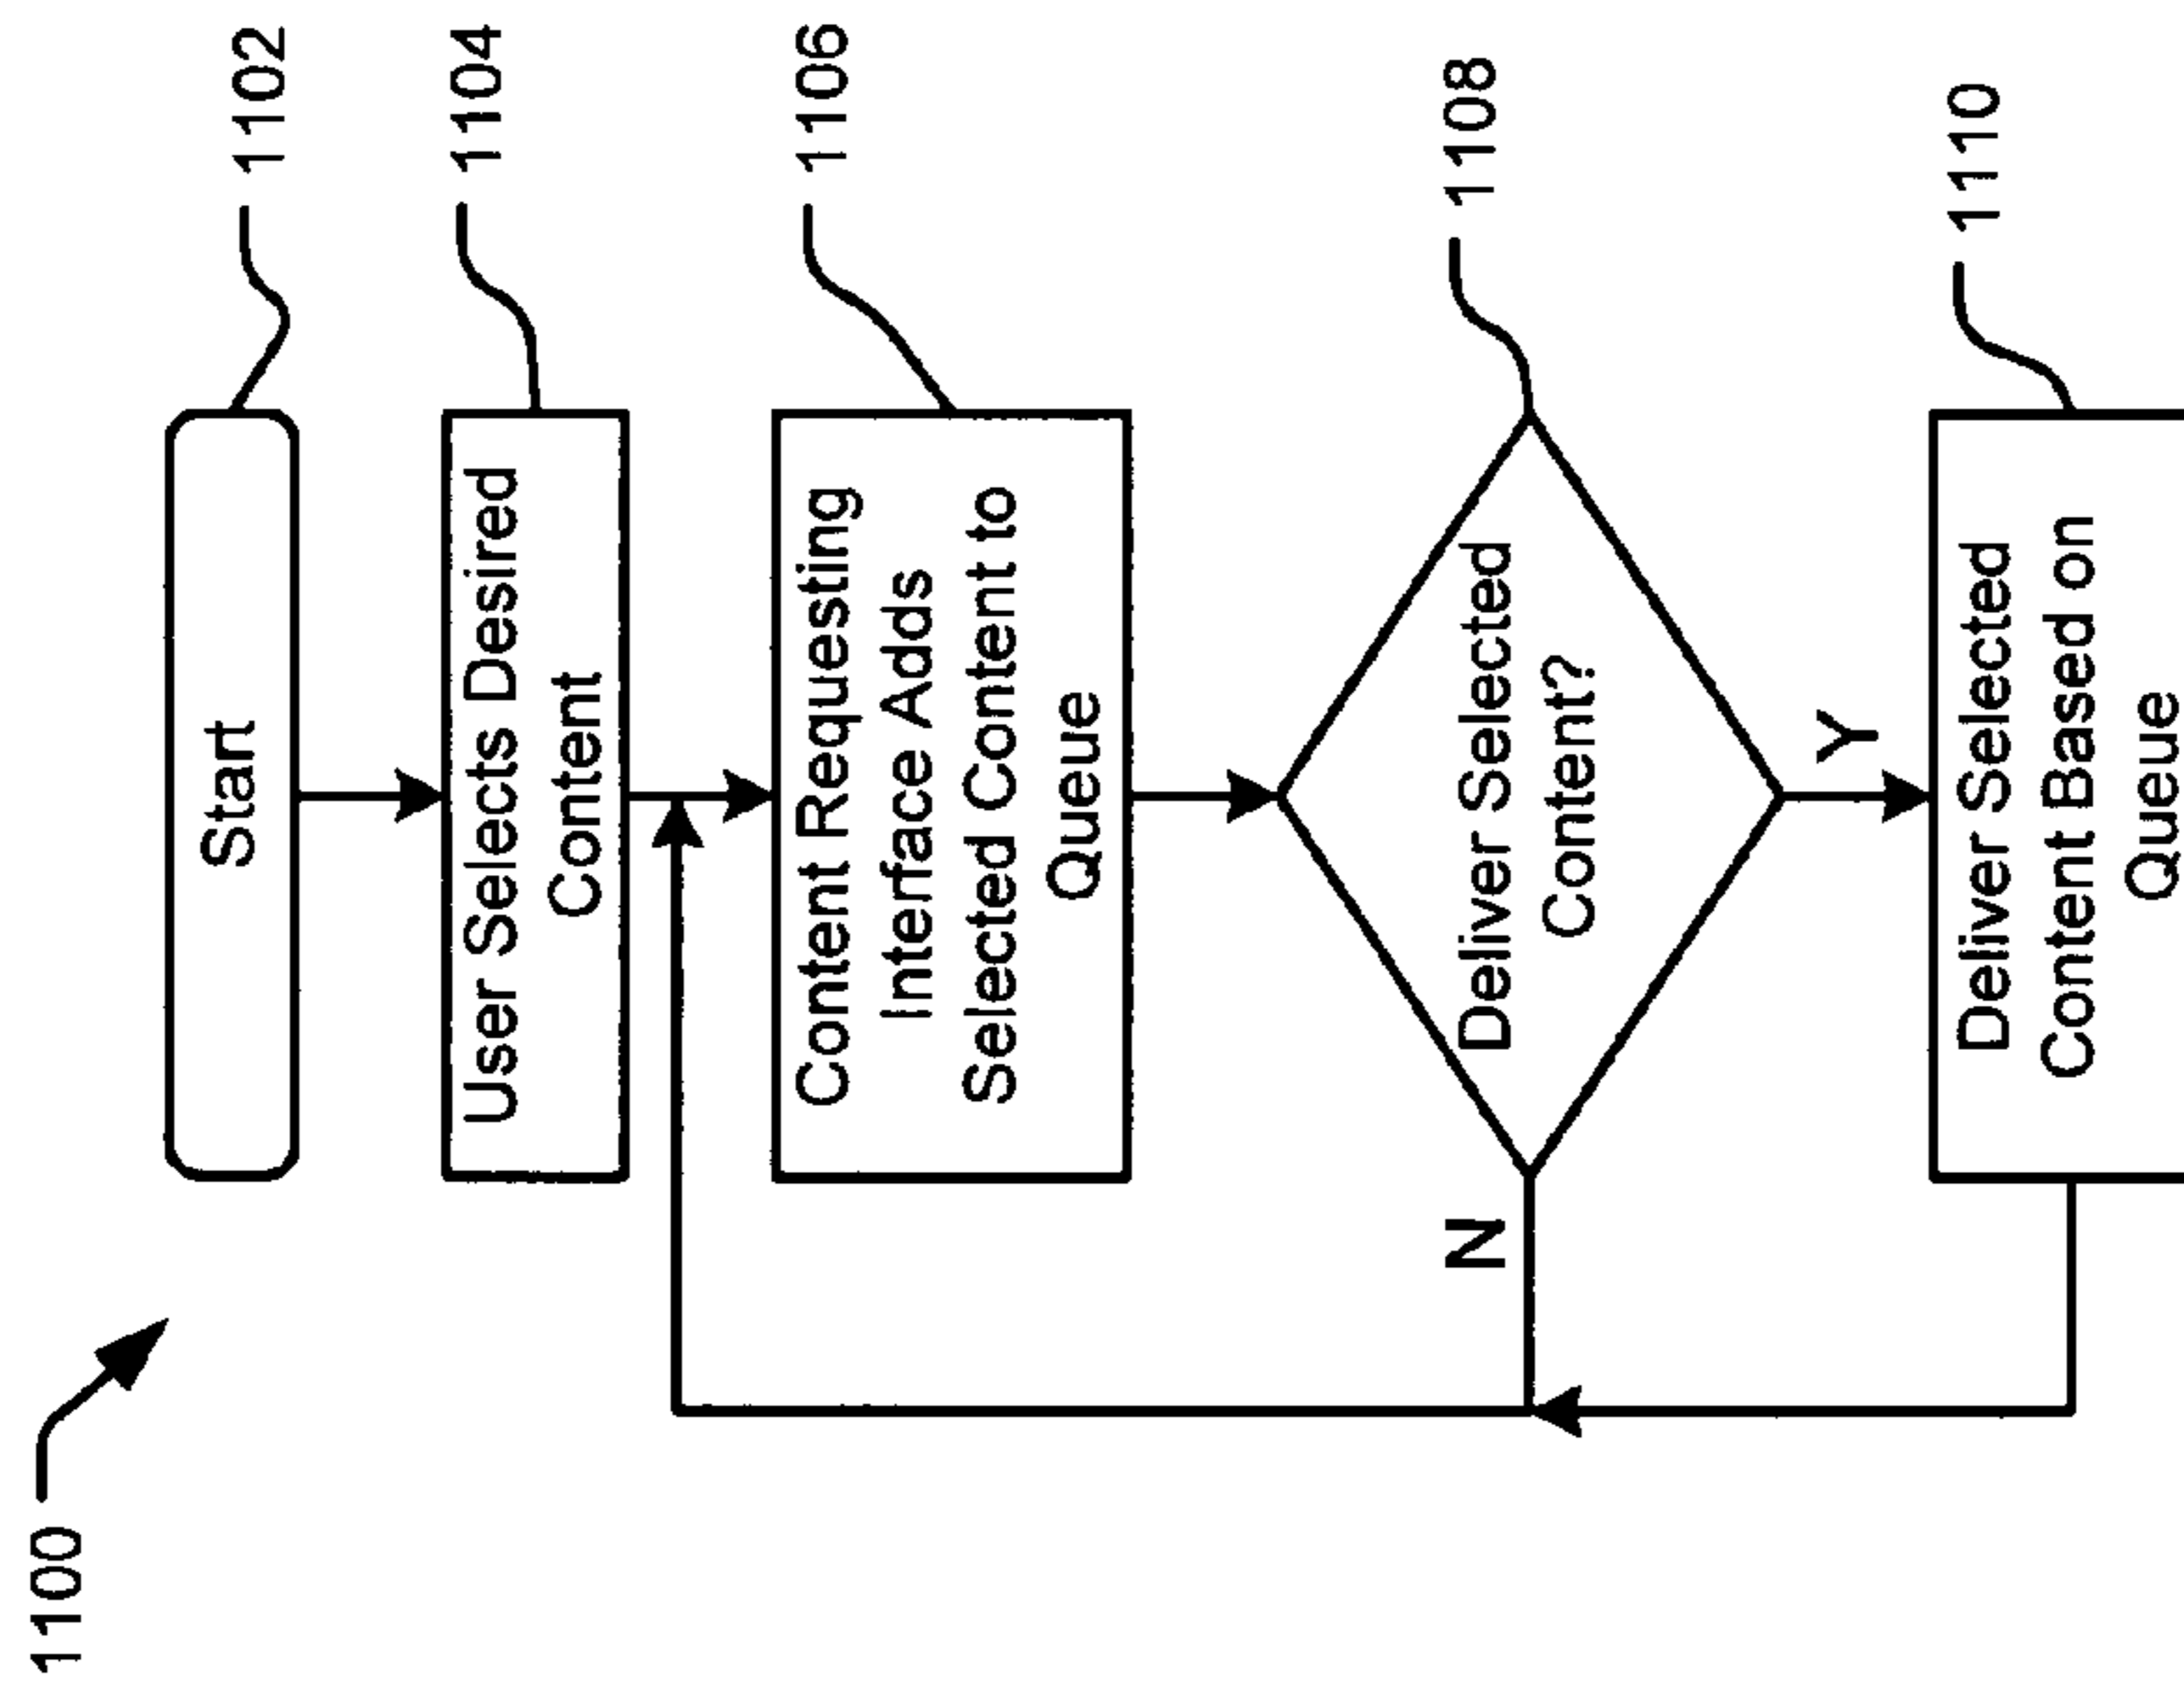 1100
Start
1102
User Selects Desired
Content
1104
Content Requesting
Interface Adds
Selected Content to
Queue
1106
Deliver Selected
Content?
1108
N
Y
Deliver Selected
Content Based on
Queue
1110